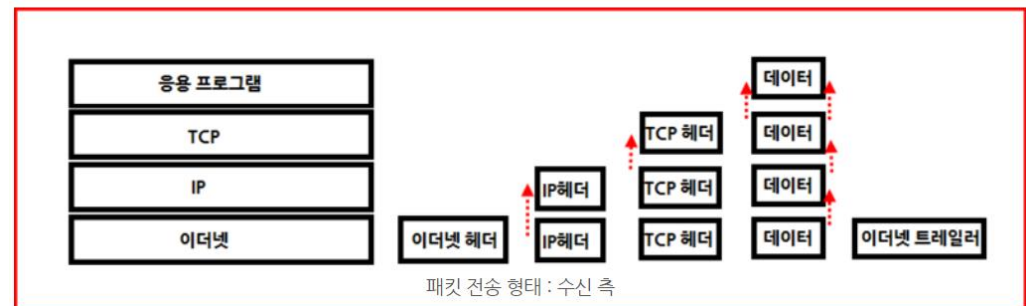 응용 프로그램 데이터
TCP TCP 헤더 데이터
IP IP헤더 TCP 헤더 데이터
이더넷 이더넷 헤더 IP헤더 TCP 헤더 데이터 이더넷 트레일러
패킷 전송 형태 : 수신 측